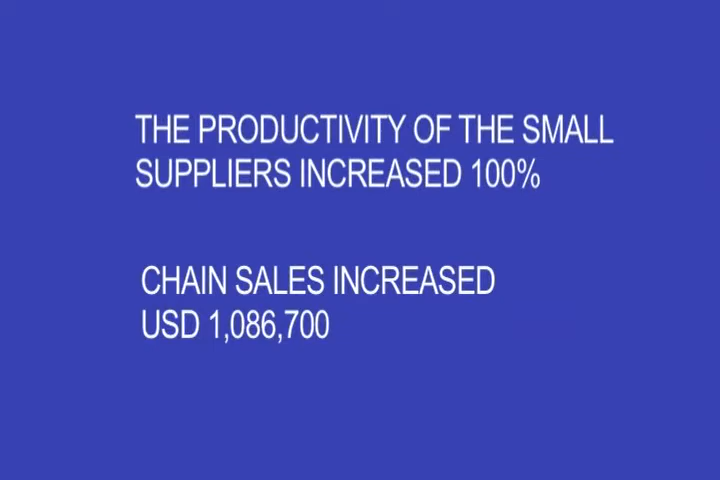 THE PRODUCTIVITY OF THE SMALL
SUPPLIERS INCREASED 100%
CHAIN SALES INCREASED
USD 1,086,700